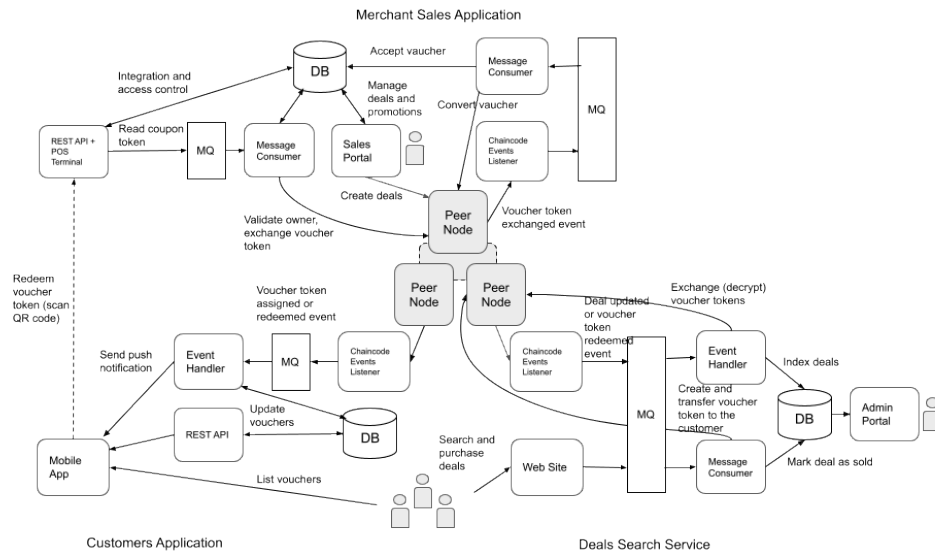 Merchant Sales Application
Accept vaucher
DB
Message
Consumer
MQ
Integration and
access control
Manage
deals and
promotions
Convert vaucher
Read coupon
token
REST API +
POS
Terminal
MQ
Message
Consumer
Sales
Portal
Chaincode
Events
Listener
Create deals
Peer
Node
Voucher token
exchanged event
Validate owner,
exchange voucher
token
Redeem
voucher
token (scan
QR code)
Voucher token
assigned or
redeemed event
Peer
Node
Peer
Node
Exchange (decrypt)
voucher tokens
Deal updated
or voucher
token
redeemed
event
Send push
notification
Event
Handler
MQ
Chaincode
Events
Listener
Chaincode
Events
Listener
MQ
Event
Handler
Index deals
Create and
transfer voucher
token to the
customer
DB
Admin
Portal
REST API
Update
vouchers
DB
Search and
purchase
deals
Mobile
App
Web Site
Message
Consumer
Mark deal as sold
List vouchers
Customers Application
Deals Search Service